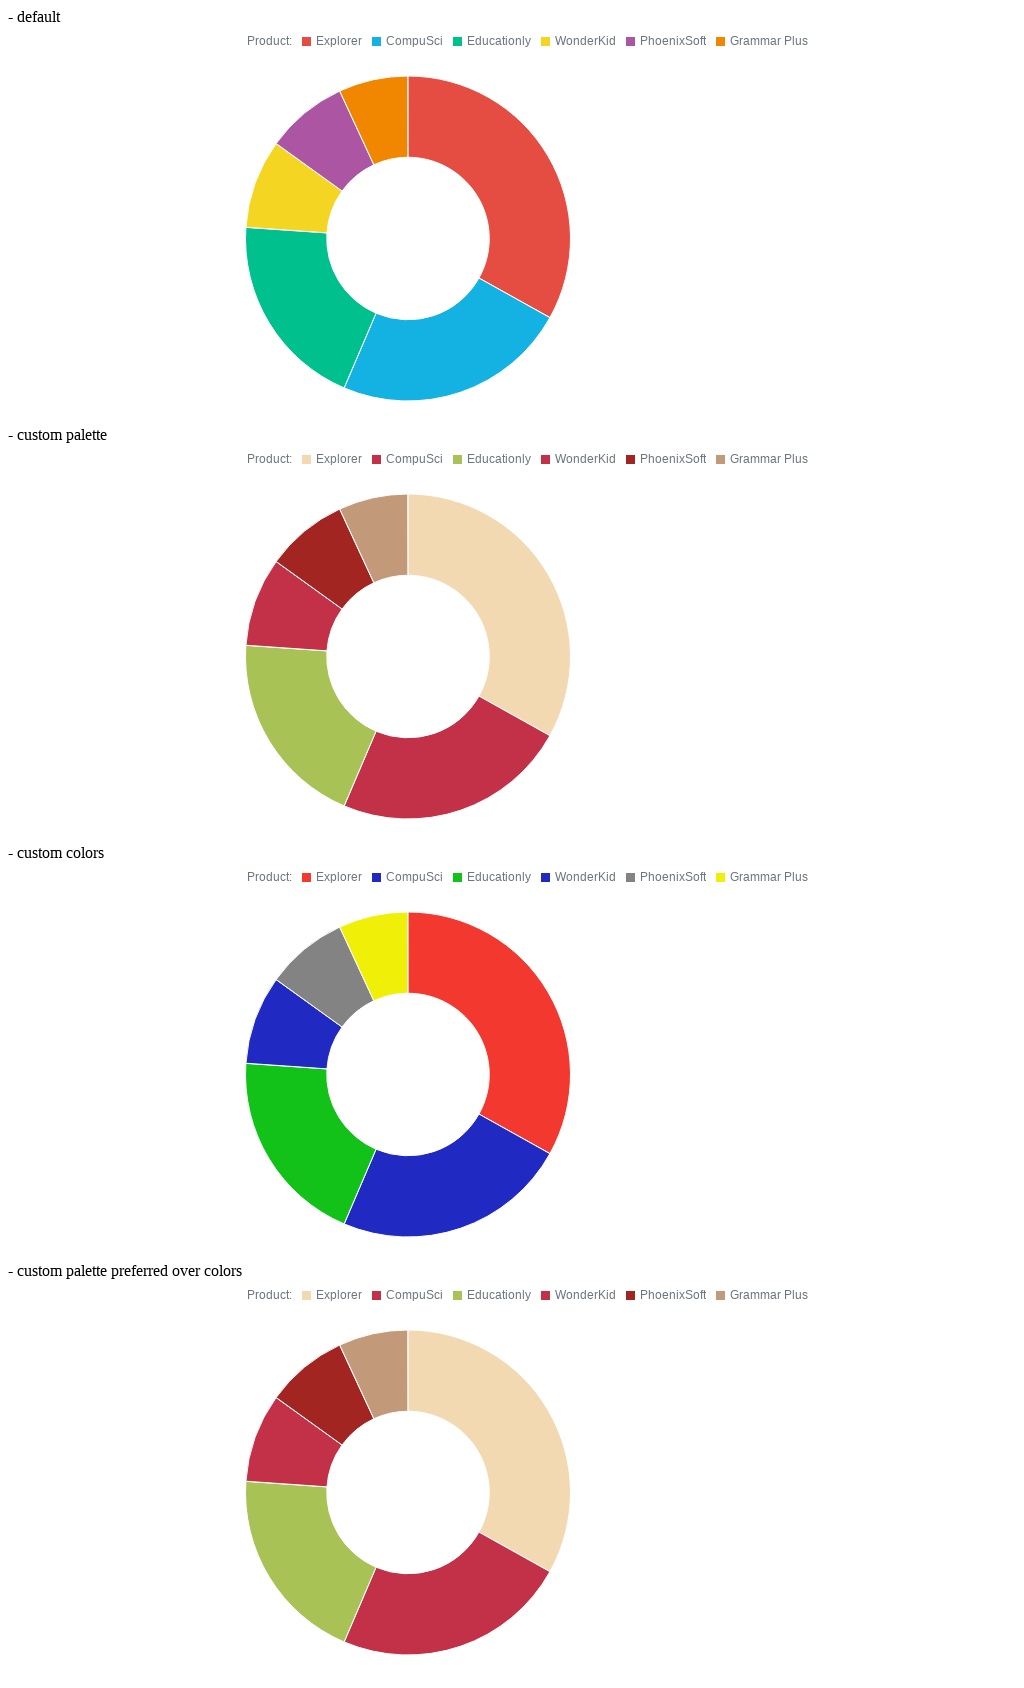 - default
Product: Explorer CompuSci Educationly WonderKid PhoenixSoft Grammar Plus
- custom palette
Product: Explorer CompuSci Educationly WonderKid PhoenixSoft Grammar Plus
- custom colors
Product: Explorer CompuSci Educationly WonderKid PhoenixSoft Grammar Plus
- custom palette preferred over colors
Product: Explorer CompuSci Educationly WonderKid PhoenixSoft Grammar Plus